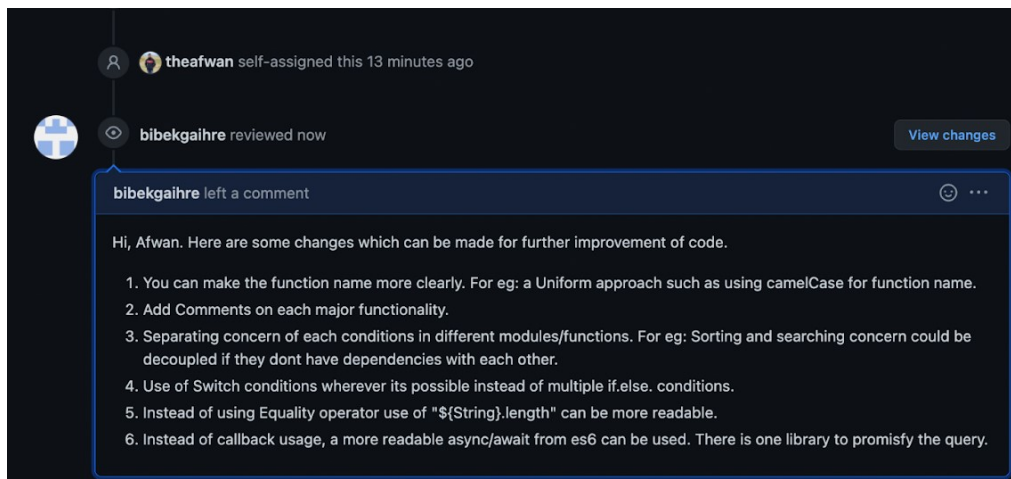 theafwan self-assigned this 13 minutes ago
bibekgaihre reviewed now
View changes
bibekgaihre left a comment
Hi, Afwan. Here are some changes which can be made for further improvement of code.
1. You can make the function name more clearly. For eg: a Uniform approach such as using camelCase for function name.
2. Add Comments on each major functionality.
3. Separating concern of each conditions in different modules/functions. For eg: Sorting and searching concern could be
decoupled if they dont have dependencies with each other.
4. Use of Switch conditions wherever its possible instead of multiple if.else. conditions.
5. Instead of using Equality operator use of "${String}.length" can be more readable.
6. Instead of callback usage, a more readable async/await from es6 can be used. There is one library to promisfy the query.